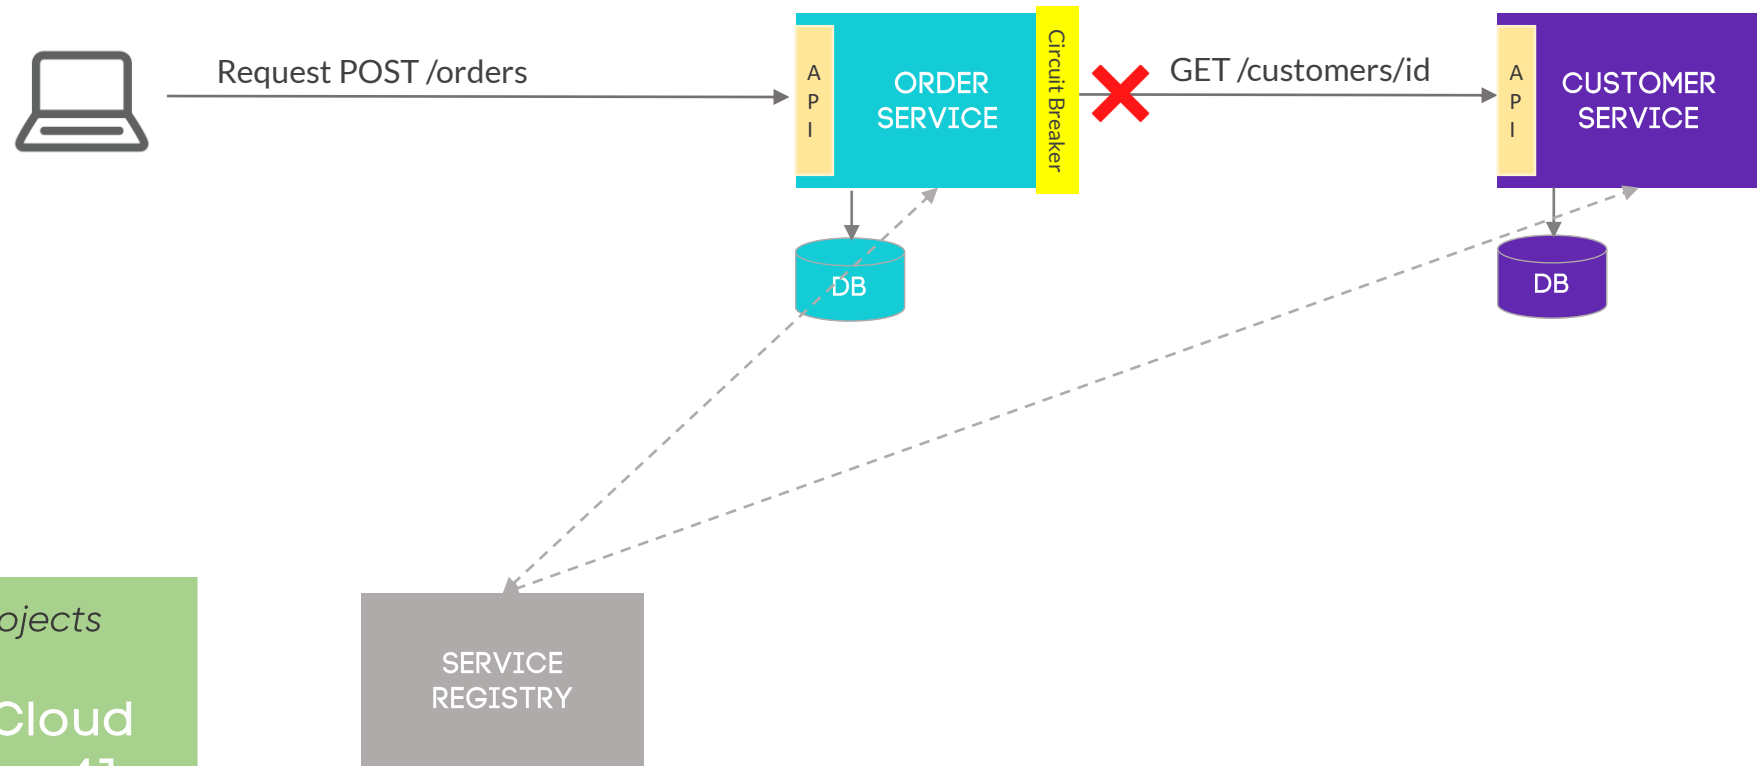 Request POST /orders
A
P
I
ORDER
SERVICE
Circuit Breaker
GET /customers/id
A
P
I
CUSTOMER
SERVICE
DB
DB
ojects
Cloud
SERVICE
REGISTRY